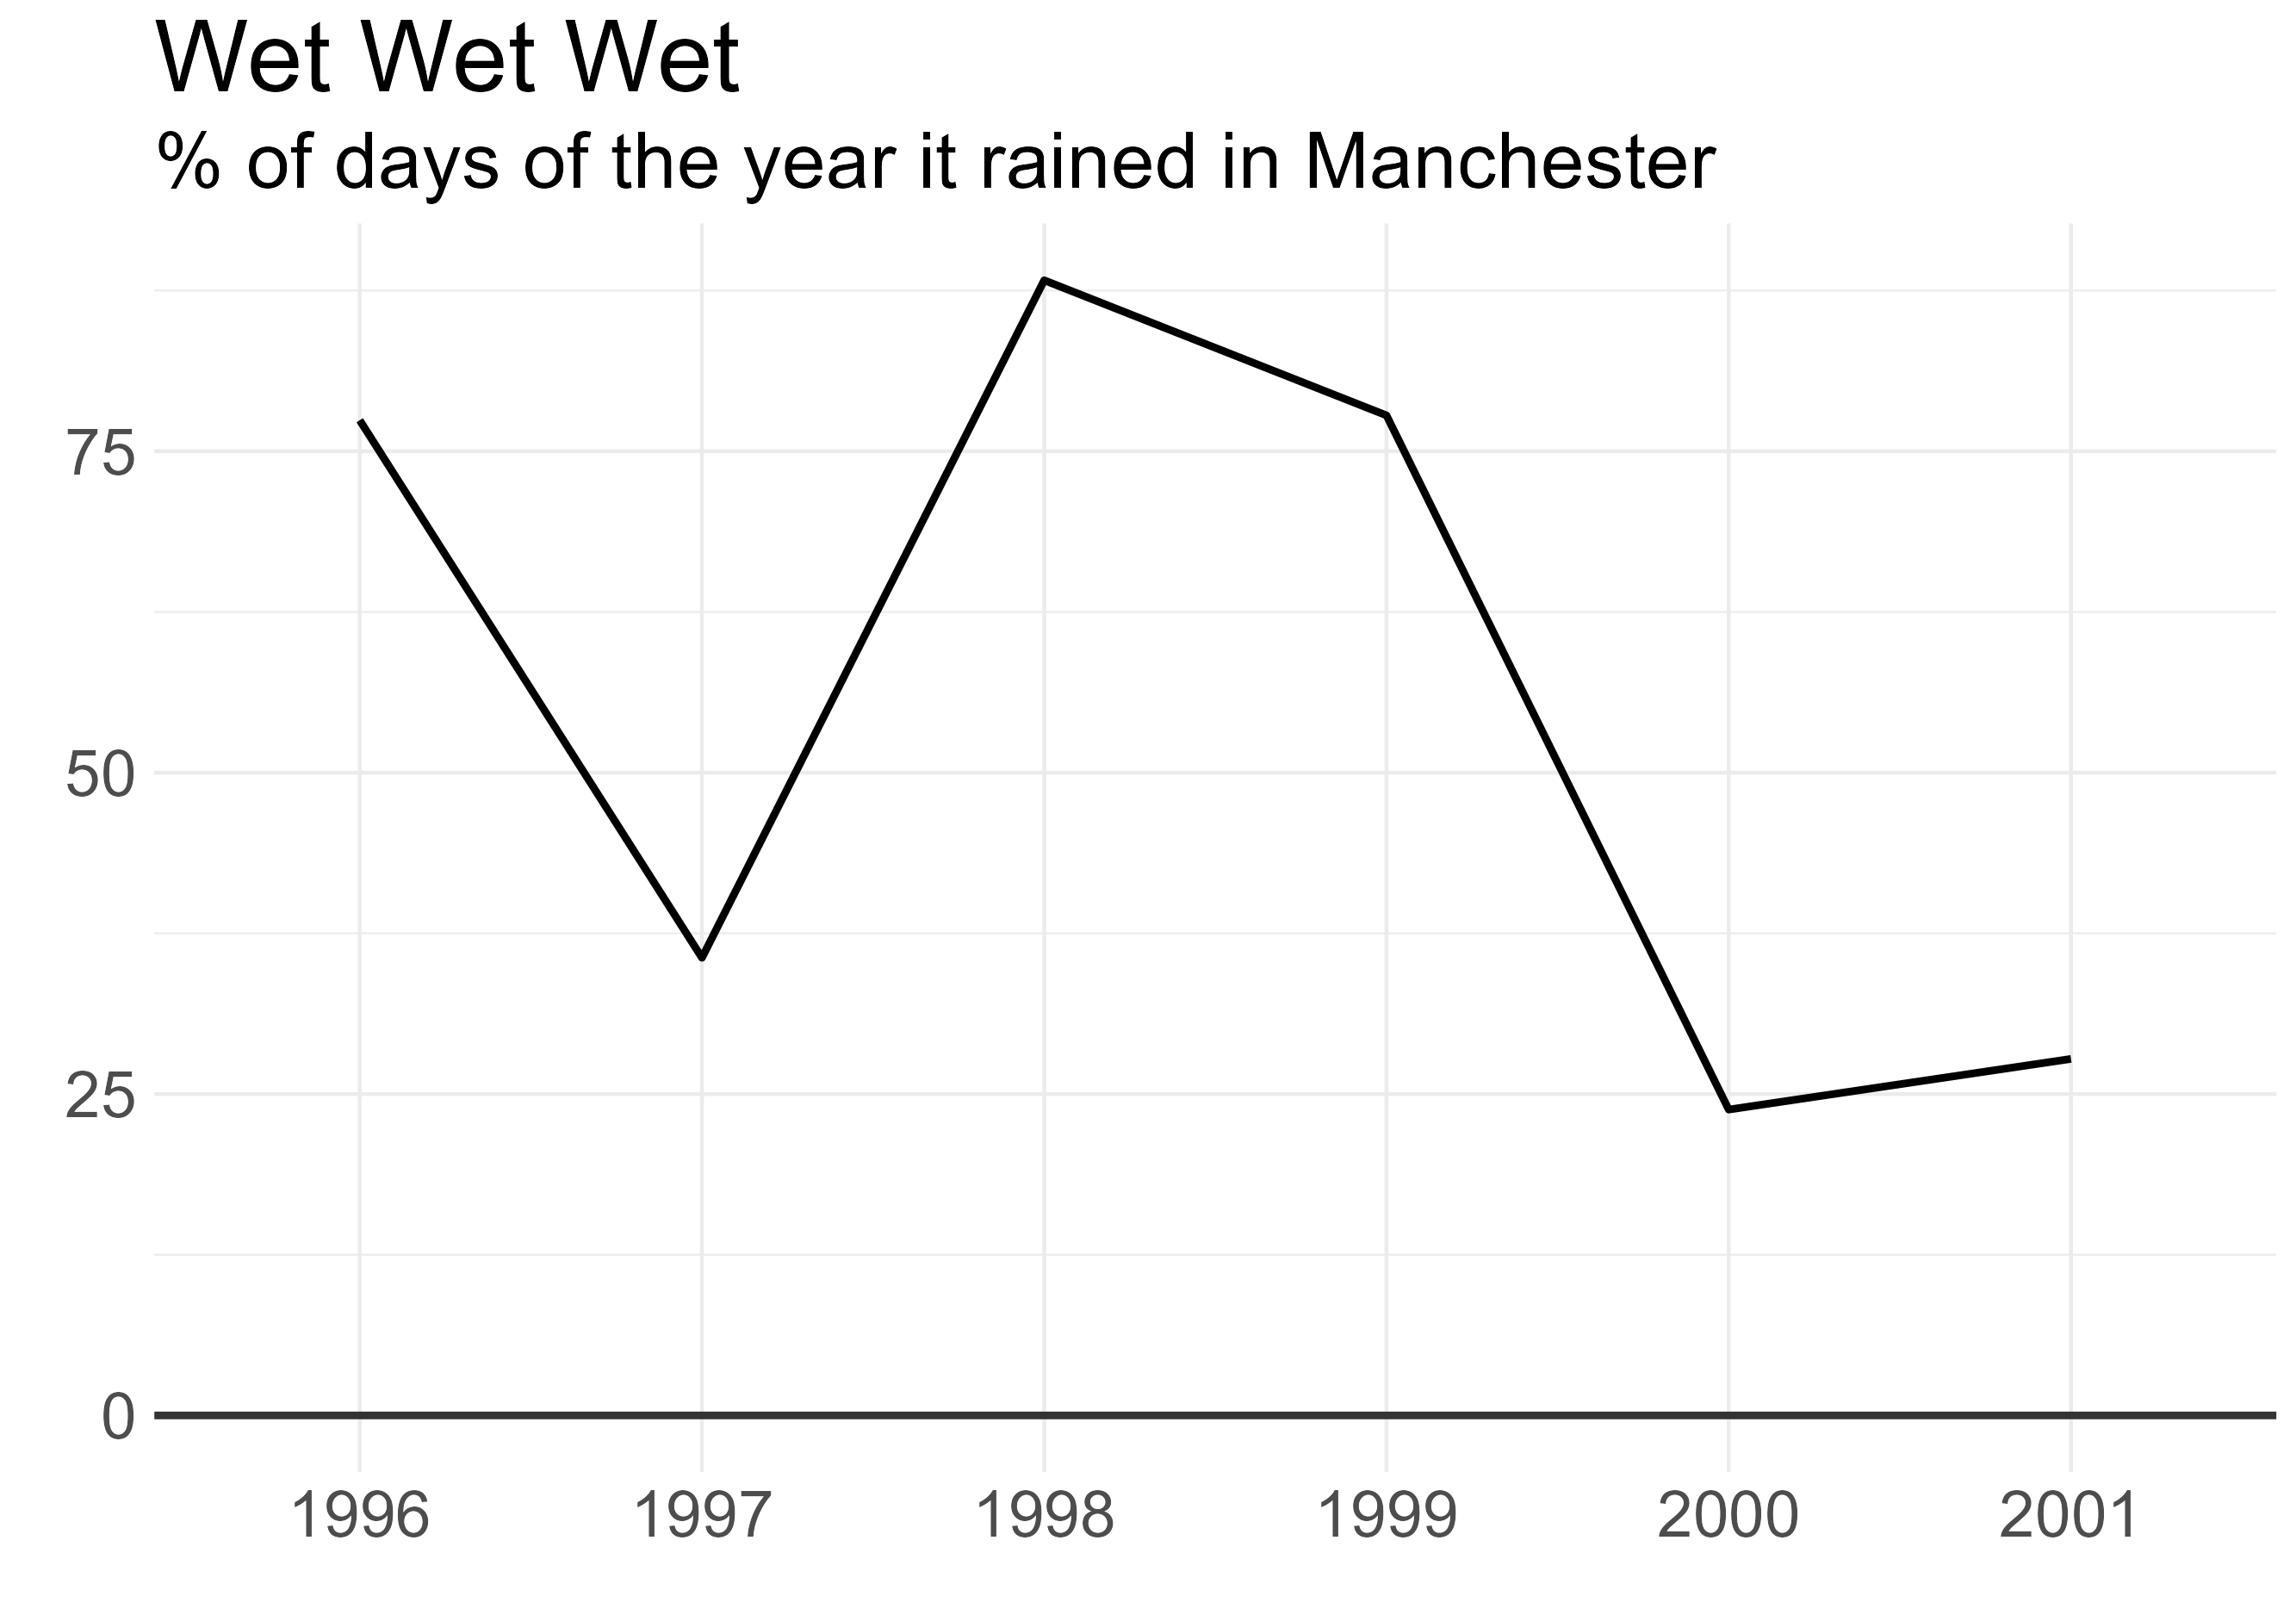 Wet Wet Wet
% of days of the year it rained in Manchester
75
50
25
0
1996 1997 1998 1999 2000 2001